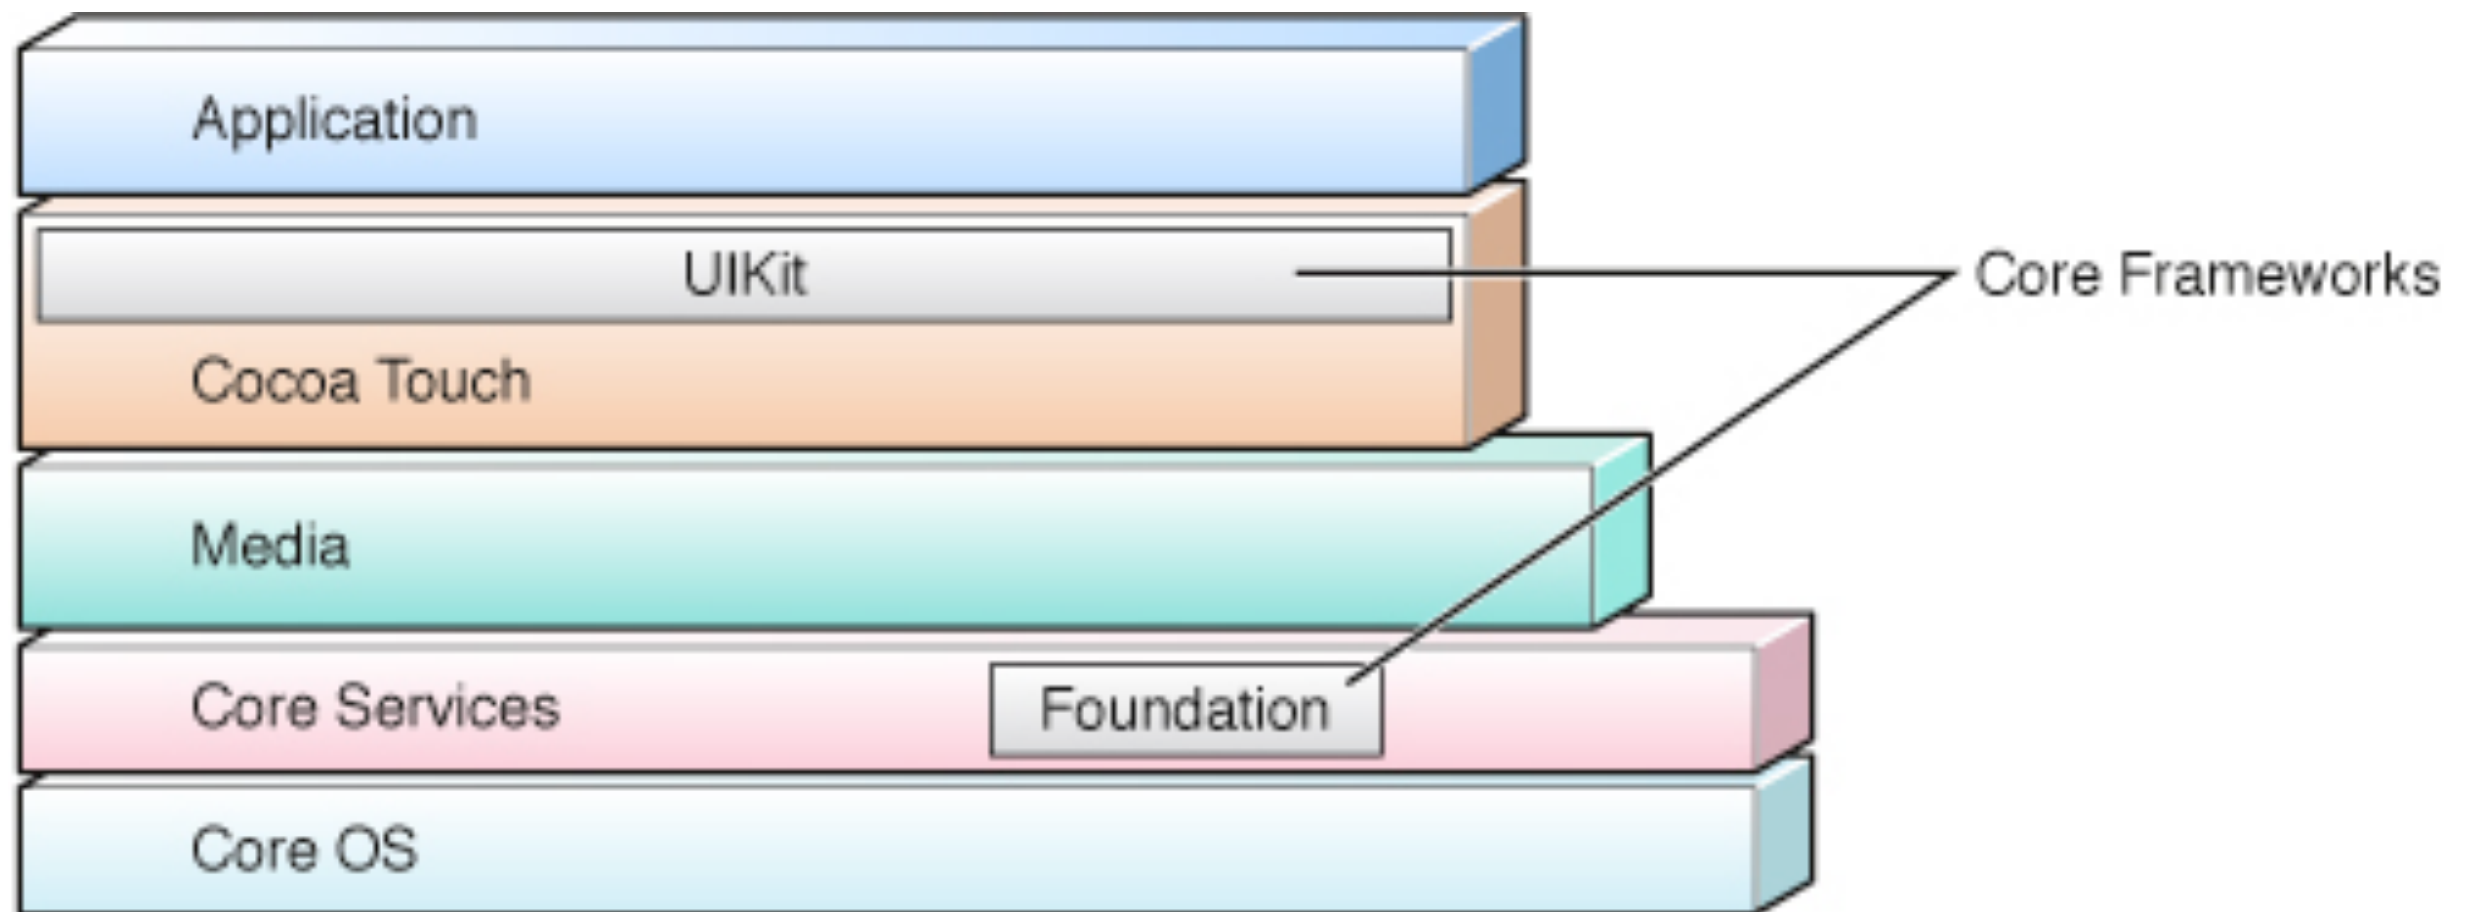 Application
UIKit
Core Frameworks
Cocoa Touch
Media
Core Services
Foundation
Core OS